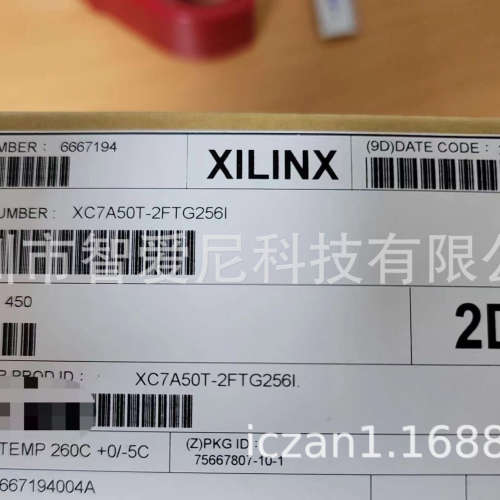 MBER : 6667194
XILINX
(9D)DATE CODE :
UMBER : XC7A50T-2FTG256I
市智爱尼科技有限公
450
2D
PROD ID : XC7A50T-2FTG256I.
TEMP 260C +0/-5C
(Z)PKG ID :
75667807-10-1
iczan1.1688
667194004A